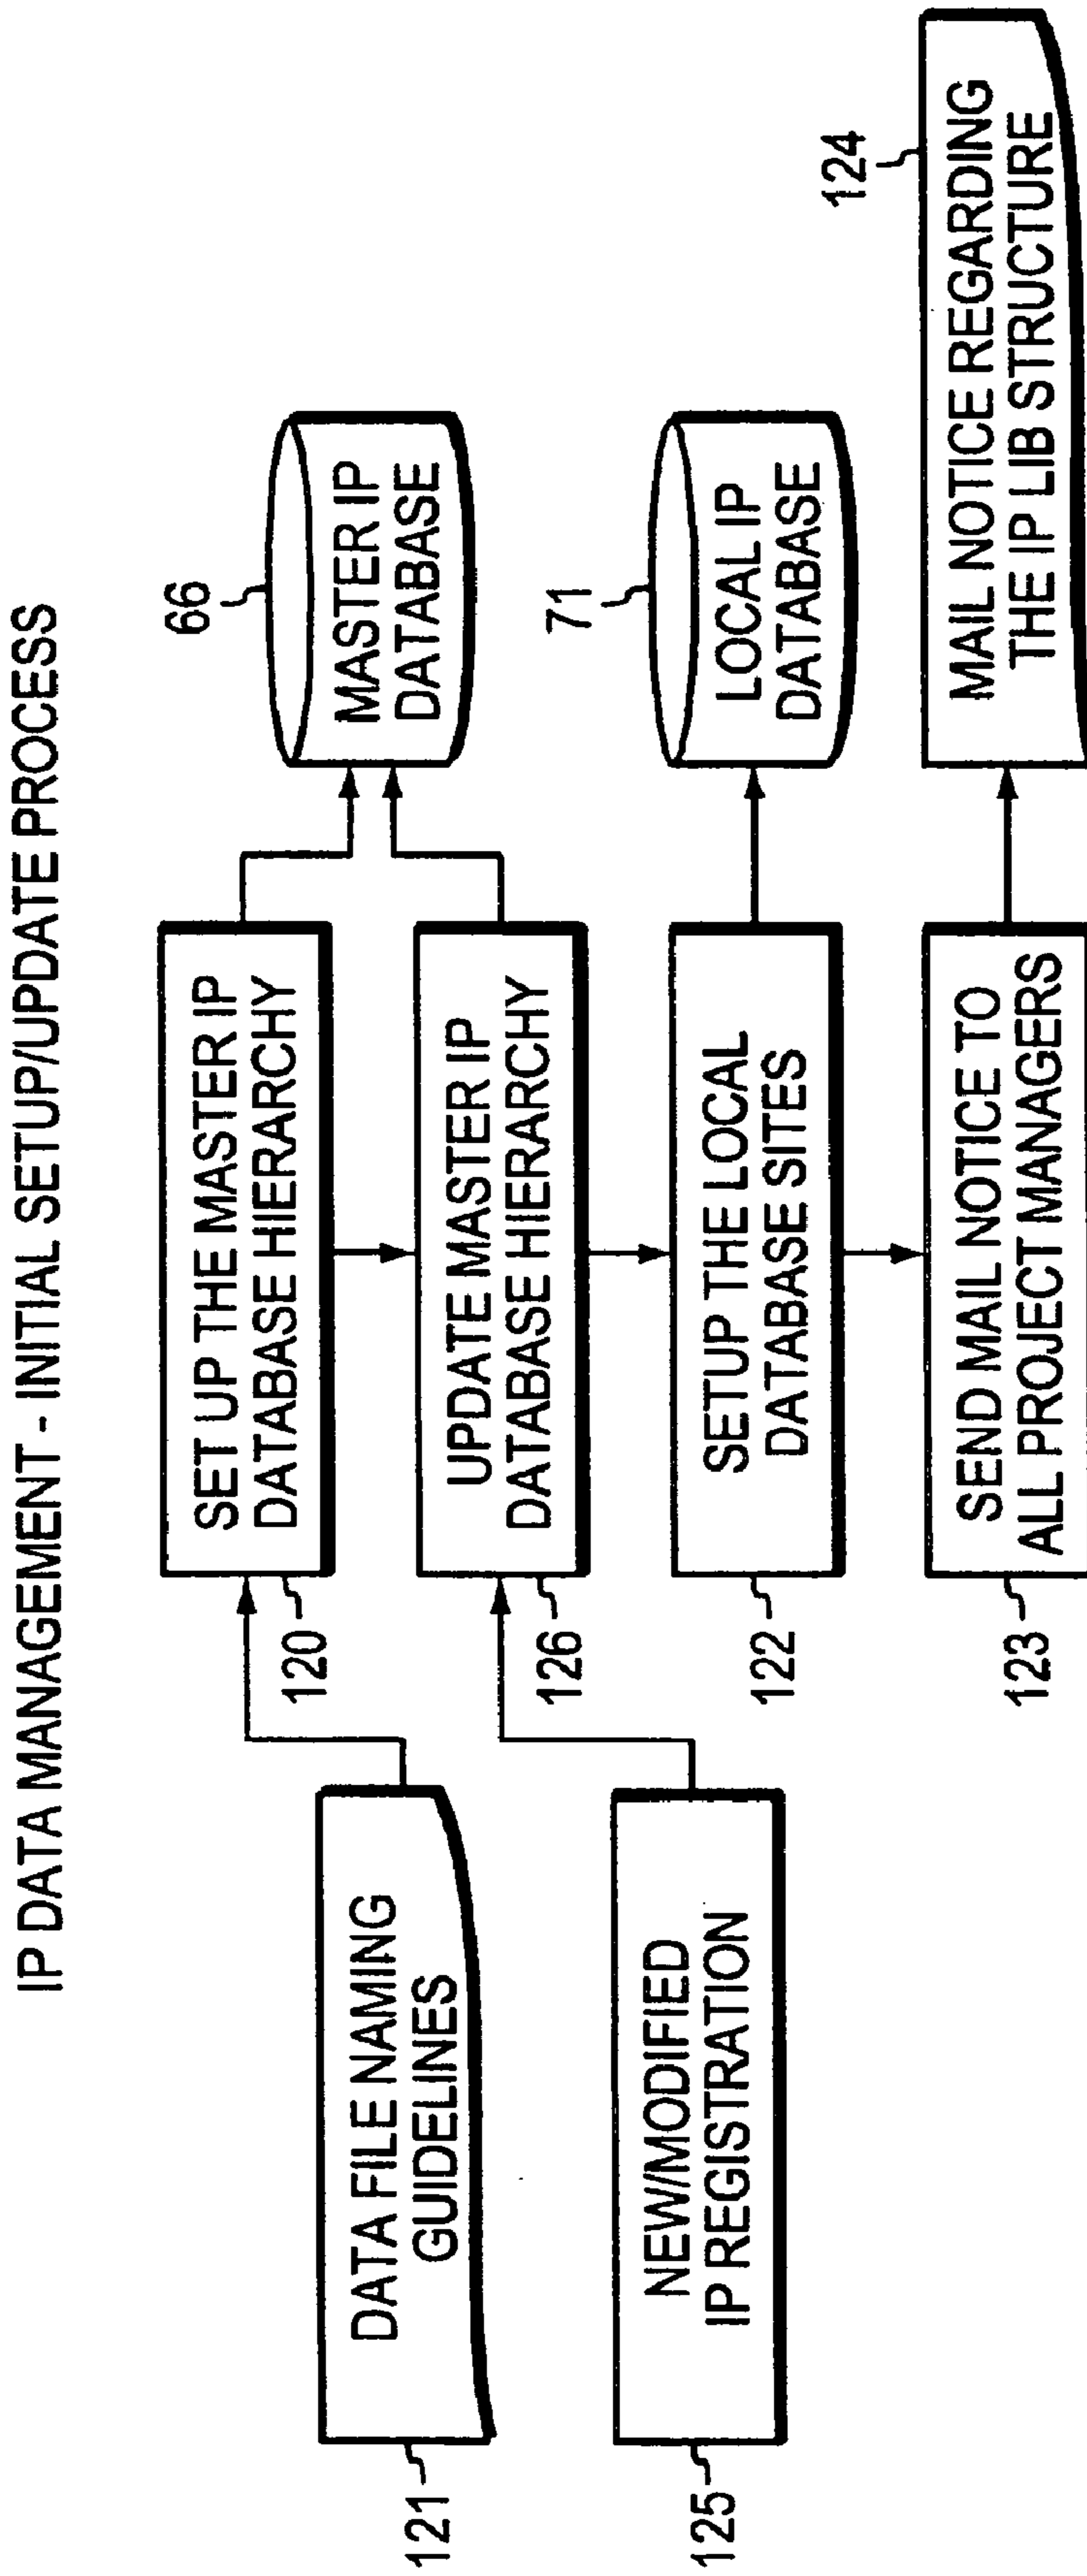 IP DATA MANAGEMENT - INITIAL SETUP/UPDATE PROCESS
121
DATA FILE NAMING
GUIDELINES
120
SET UP THE MASTER IP
DATABASE HIERARCHY
66
MASTER IP
DATABASE
125
NEW/MODIFIED
IP REGISTRATION
126
UPDATE MASTER IP
DATABASE HIERARCHY
122
SETUP THE LOCAL
DATABASE SITES
71
LOCAL IP
DATABASE
123
SEND MAIL NOTICE TO
ALL PROJECT MANAGERS
124
MAIL NOTICE REGARDING
THE IP LIB STRUCTURE